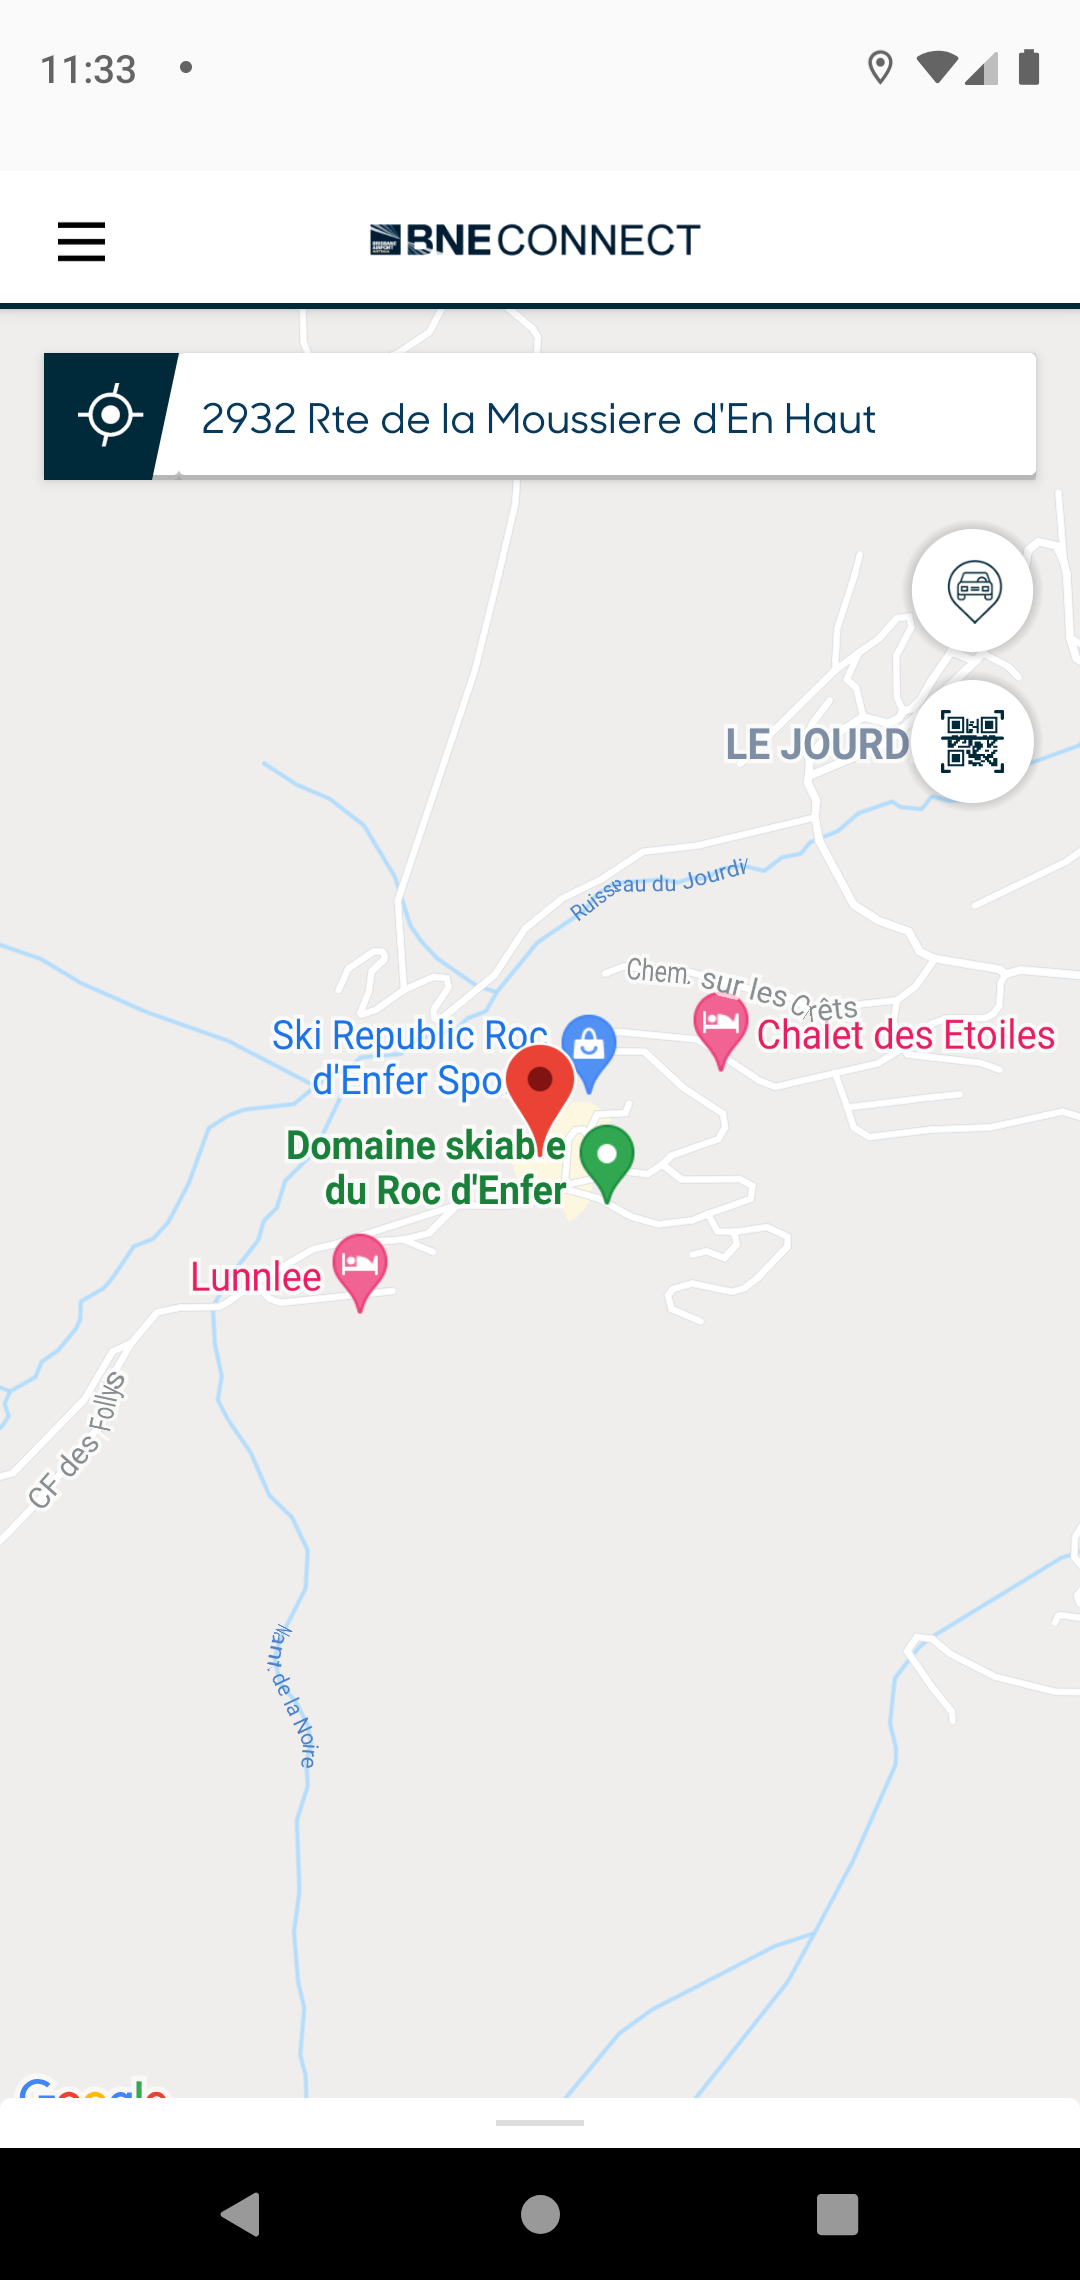 11:33
BNECONNECT
2932 Rte de la Moussiere d'En Haut
LE JOURD
Ruisseau du Jourdi
Chem. sur les Crêts
Ski Republic Roc
d'Enfer Spo
Chalet des Etoiles
Domaine skiable
du Roc d'Enfer
Lunnlee
CF des Follys
Nant de la Noire
Google